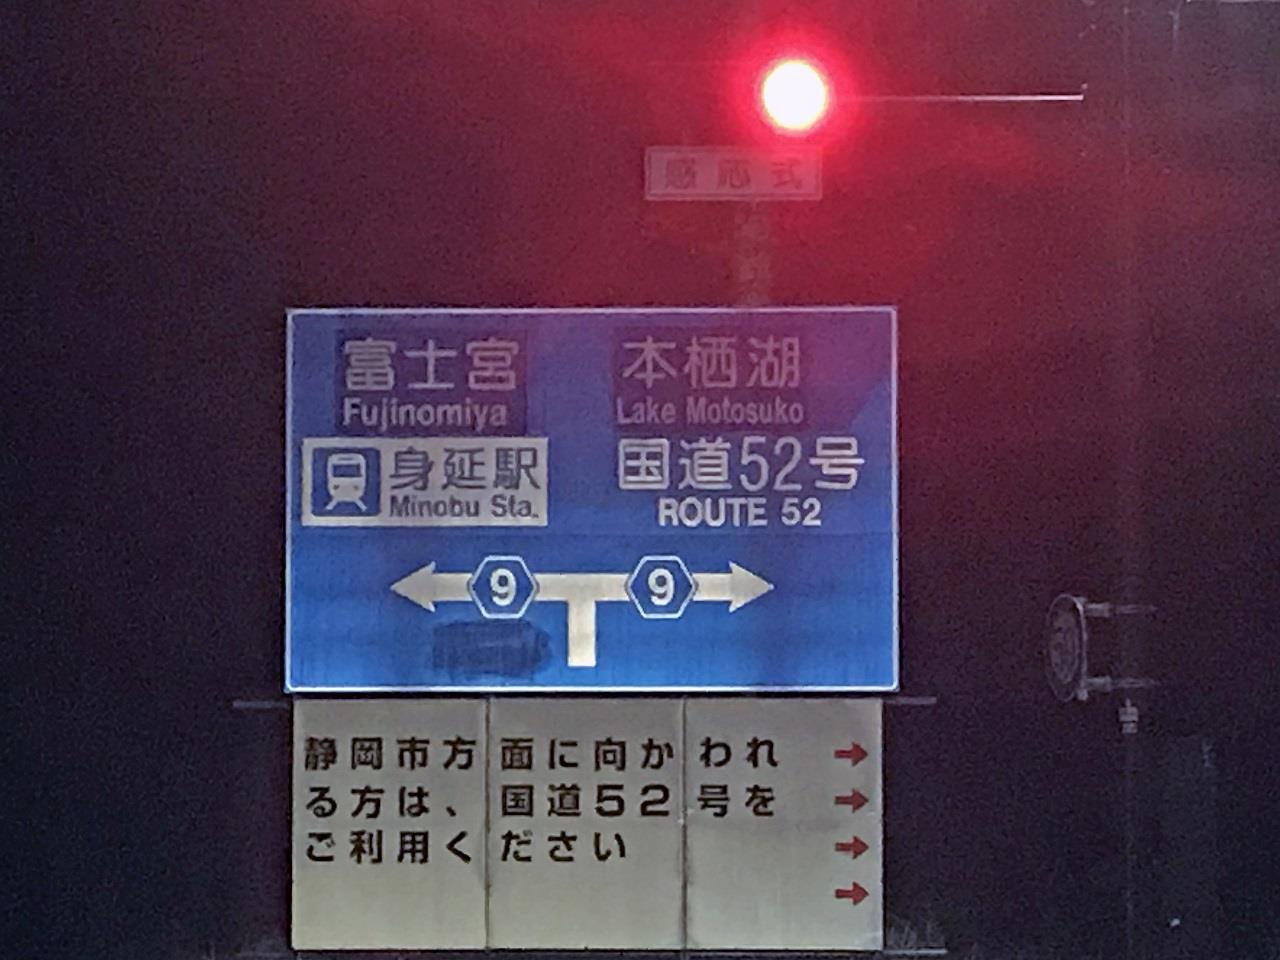 感応式
富士宮
Fujinomiya
身延駅
Minobu Sta.
本栖湖
Lake Motosuko
国道52号
ROUTE 52
9
9
静岡市方面に向かわれ
る方は、国道52号を
ご利用ください